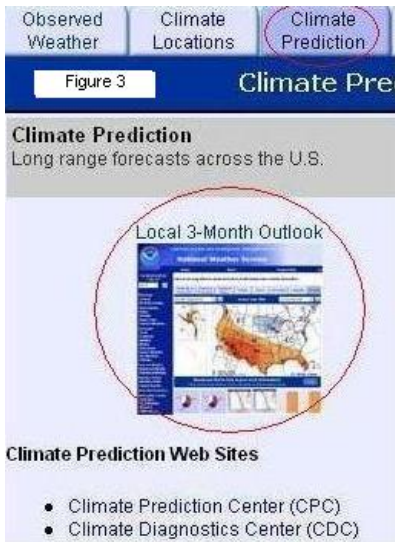 Observed Weather
Climate Locations
Climate Prediction
Figure 3
Climate Pre
Climate Prediction
Long range forecasts across the U.S.
Local 3-Month Outlook
National Weather Service
Climate Prediction Web Sites
• Climate Prediction Center (CPC)
• Climate Diagnostics Center (CDC)